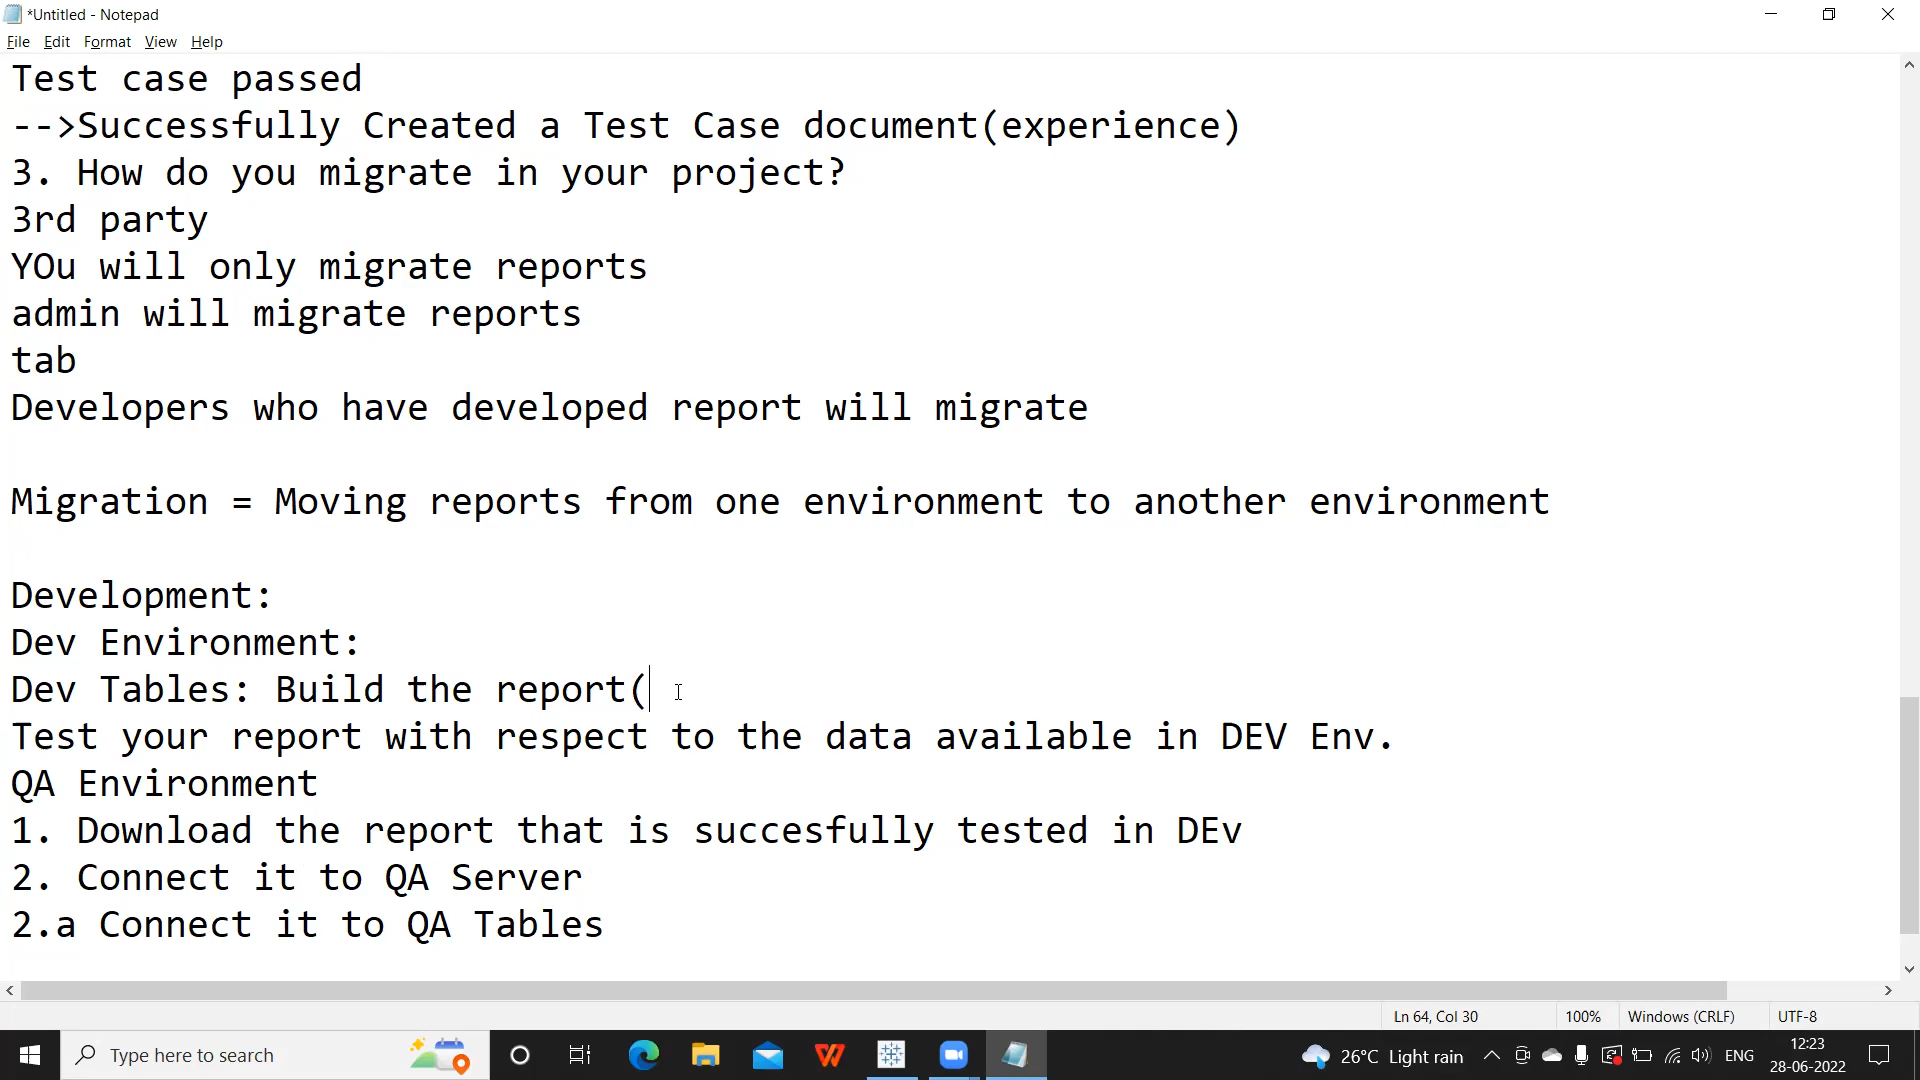 *Untitled - Notepad
File Edit Format View Help
Test case passed
-->Successfully Created a Test Case document(experience)
3. How do you migrate in your project?
3rd party
YOu will only migrate reports
admin will migrate reports
tab
Developers who have developed report will migrate
Migration = Moving reports from one environment to another environment
Development:
Dev Environment:
Dev Tables: Build the report(
Test your report with respect to the data available in DEV Env.
QA Environment
1. Download the report that is succesfully tested in DEv
2. Connect it to QA Server
2.a Connect it to QA Tables
Ln 64, Col 30 100% Windows (CRLF) UTF-8
Type here to search 26°C Light rain ENG 12:23
28-06-2022